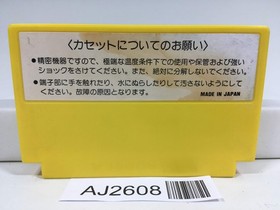 〈カセットについてのお願い〉
●精密機器ですので、極端な温度条件下での使用や保管および強い
ショックをさけてください。また、絶対に分解しないでください。
●端子部に手を触れたり、水にぬらしたりして汚さないようにして
ください。故障の原因となります。
MADE IN JAPAN
AJ2608